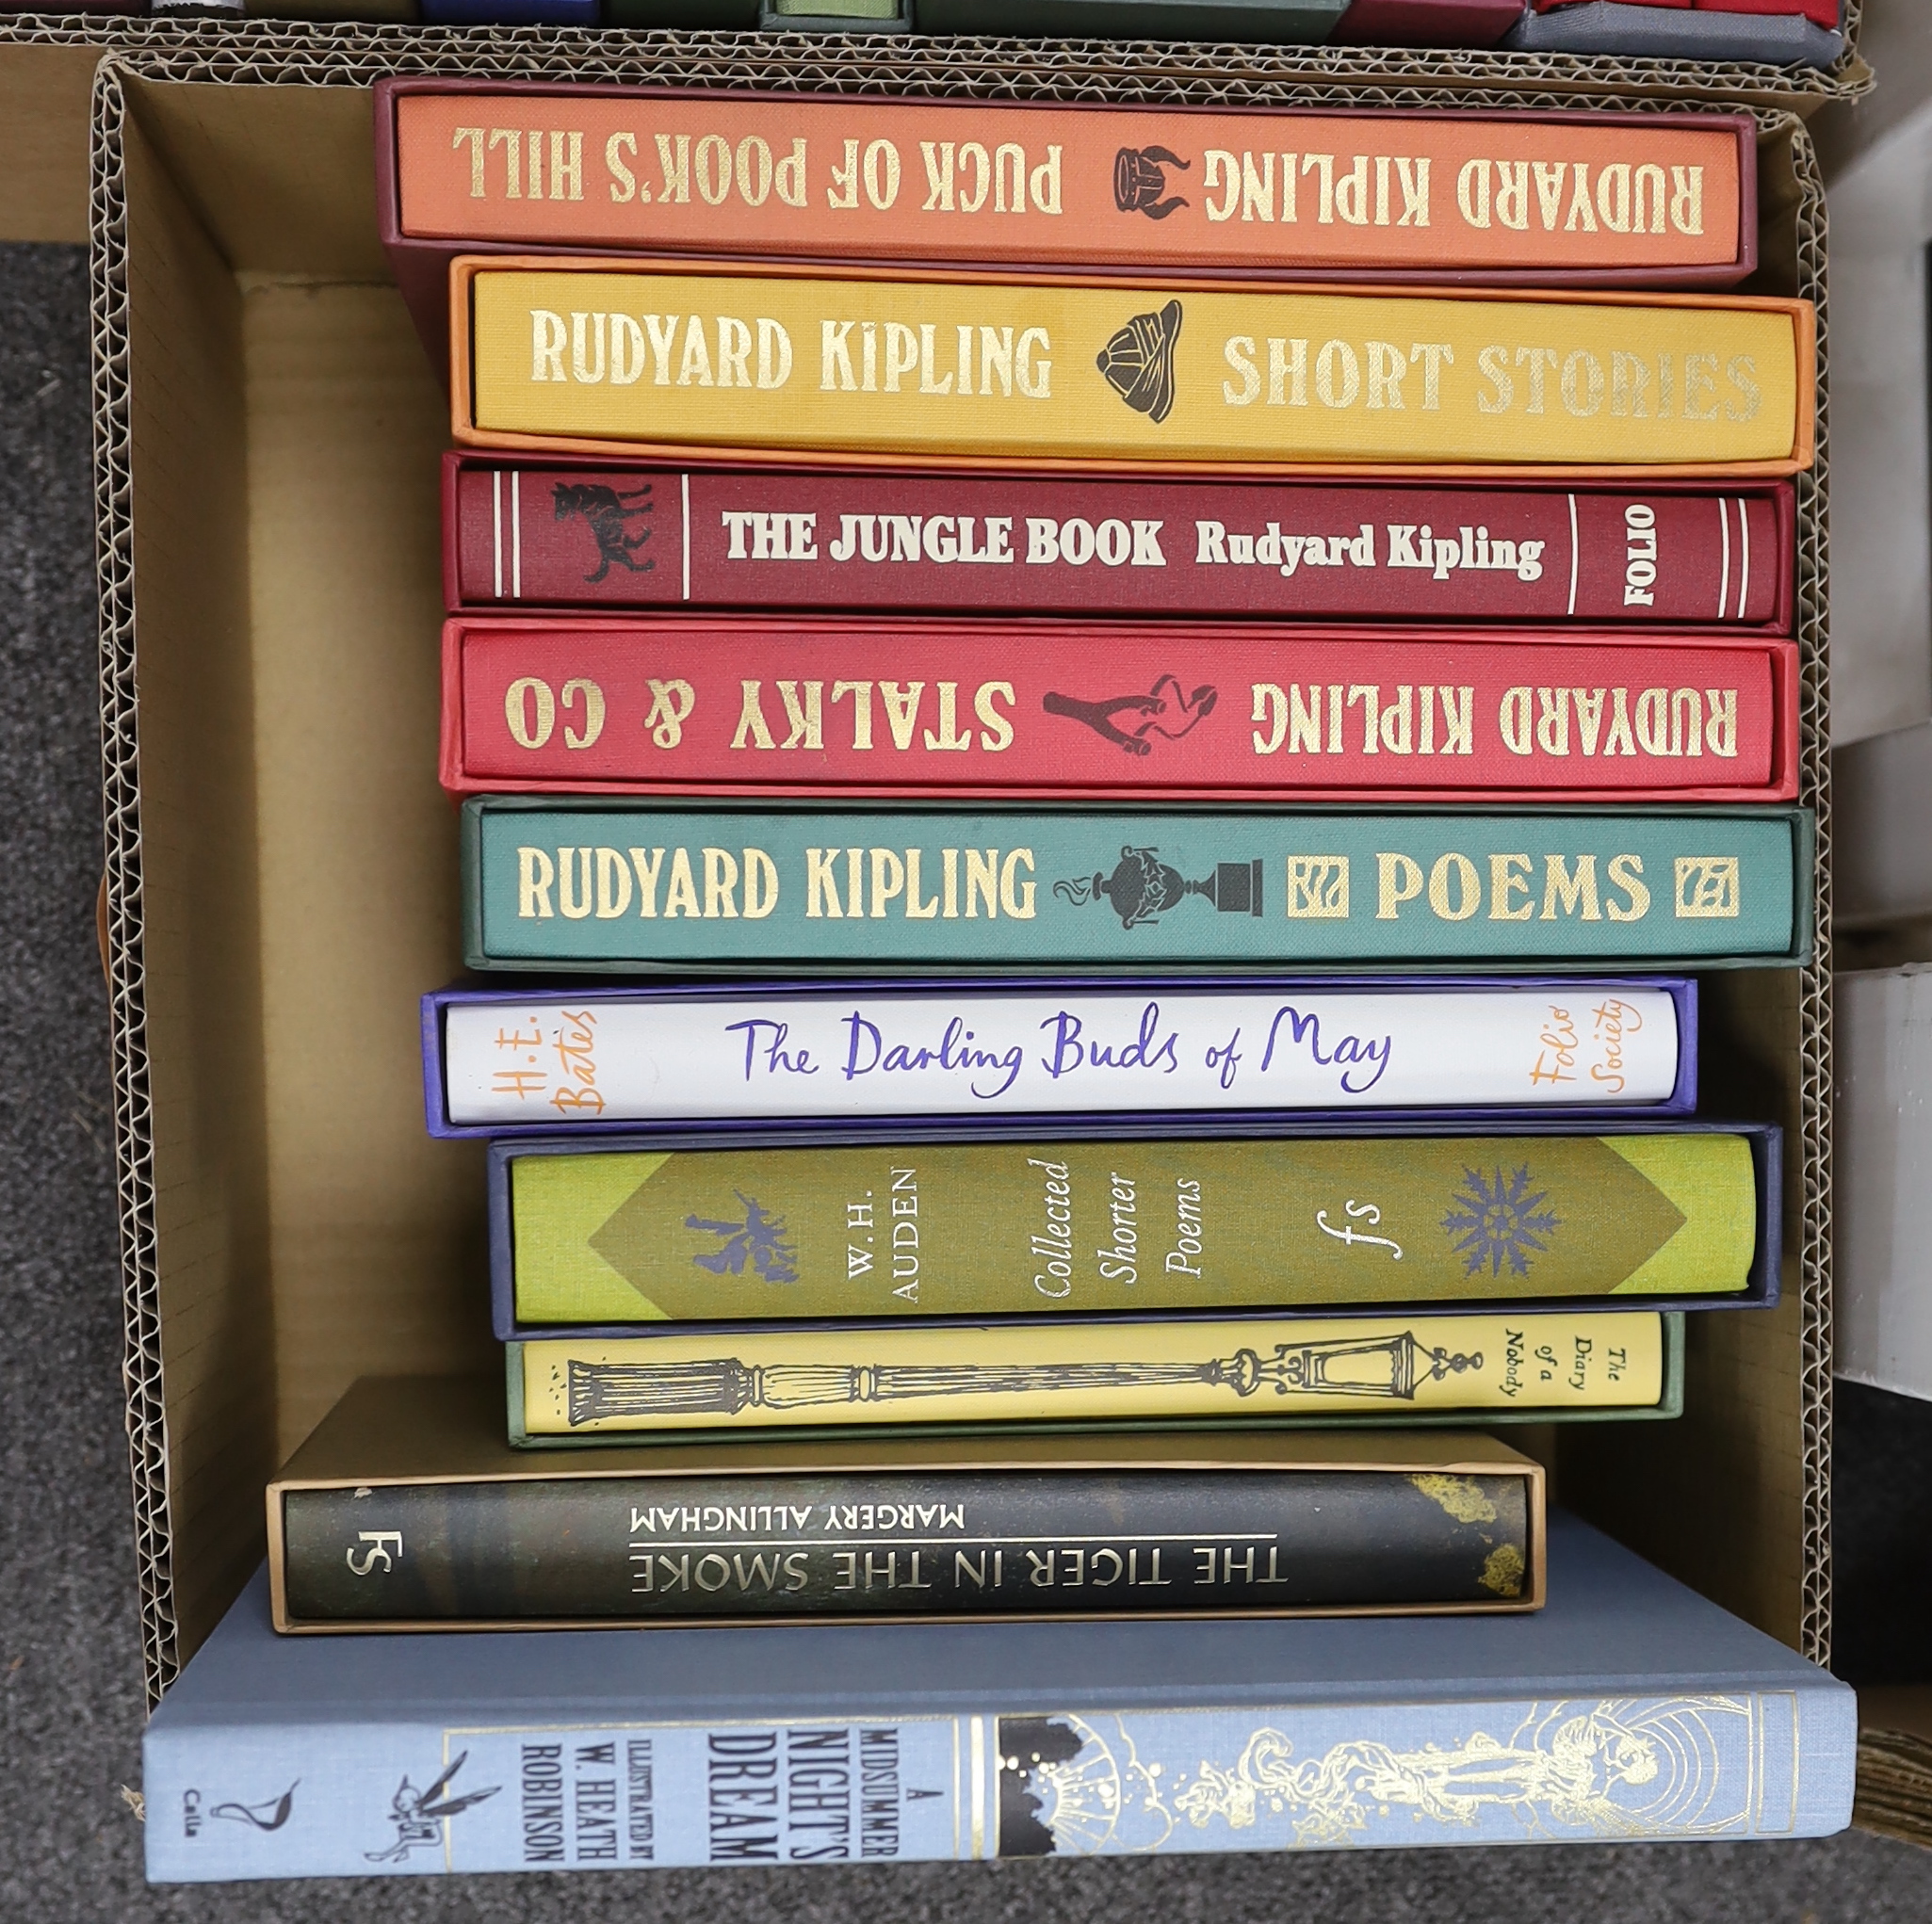 RUDYARD KIPLING PUCK OF POOK'S HILL
RUDYARD KIPLING SHORT STORIES
THE JUNGLE BOOK Rudyard Kipling FOLIO
RUDYARD KIPLING STALKY & CO
RUDYARD KIPLING POEMS
H.E.
Bates
The Darling Buds of May
Folio
Society
W.H.
AUDEN
Collected
Shorter
Poems
fs
The
Diary
of a
Nobody
THE TIGER IN THE SMOKE
MARGERY ALLINGHAM
FS
A
MIDSUMMER
NIGHT'S
DREAM
ILLUSTRATED BY
W. HEATH
ROBINSON
Calla